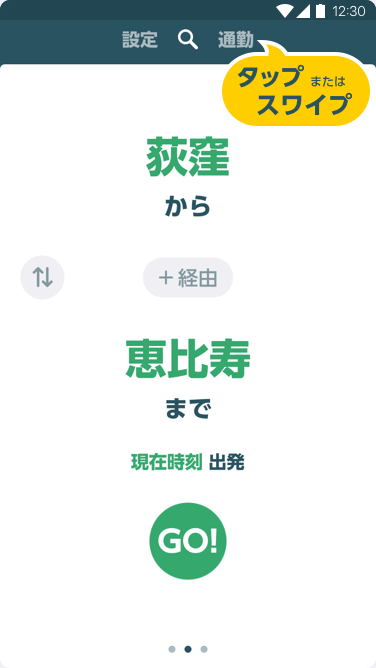 12:30
設定 通勤
タップ または
スワイプ
荻窪
から
＋経由
恵比寿
まで
現在時刻 出発
GO!